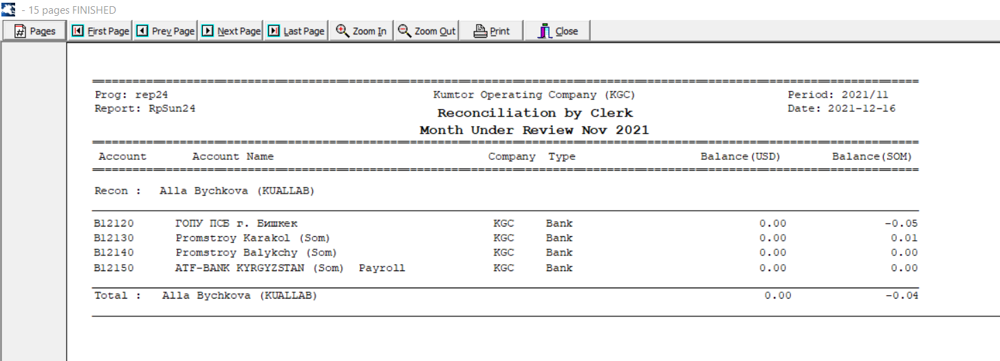 - 15 pages FINISHED
Pages First Page Prev Page Next Page Last Page Zoom In Zoom Out Print Close
Prog: rep24 Kumtor Operating Company (KGC) Period: 2021/11
Report: RpSun24 Reconciliation by Clerk Date: 2021-12-16
Month Under Review Nov 2021
Account Account Name Company Type Balance(USD) Balance(SOM)
Recon : Alla Bychkova (KUALLAB)
B12120 ГОПУ ПСБ г. Бишкек KGC Bank 0.00 -0.05
B12130 Promstroy Karakol (Som) KGC Bank 0.00 0.01
B12140 Promstroy Balykchy (Som) KGC Bank 0.00 0.00
B12150 ATF-BANK KYRGYZSTAN (Som) Payroll KGC Bank 0.00 0.00
Total : Alla Bychkova (KUALLAB) 0.00 -0.04